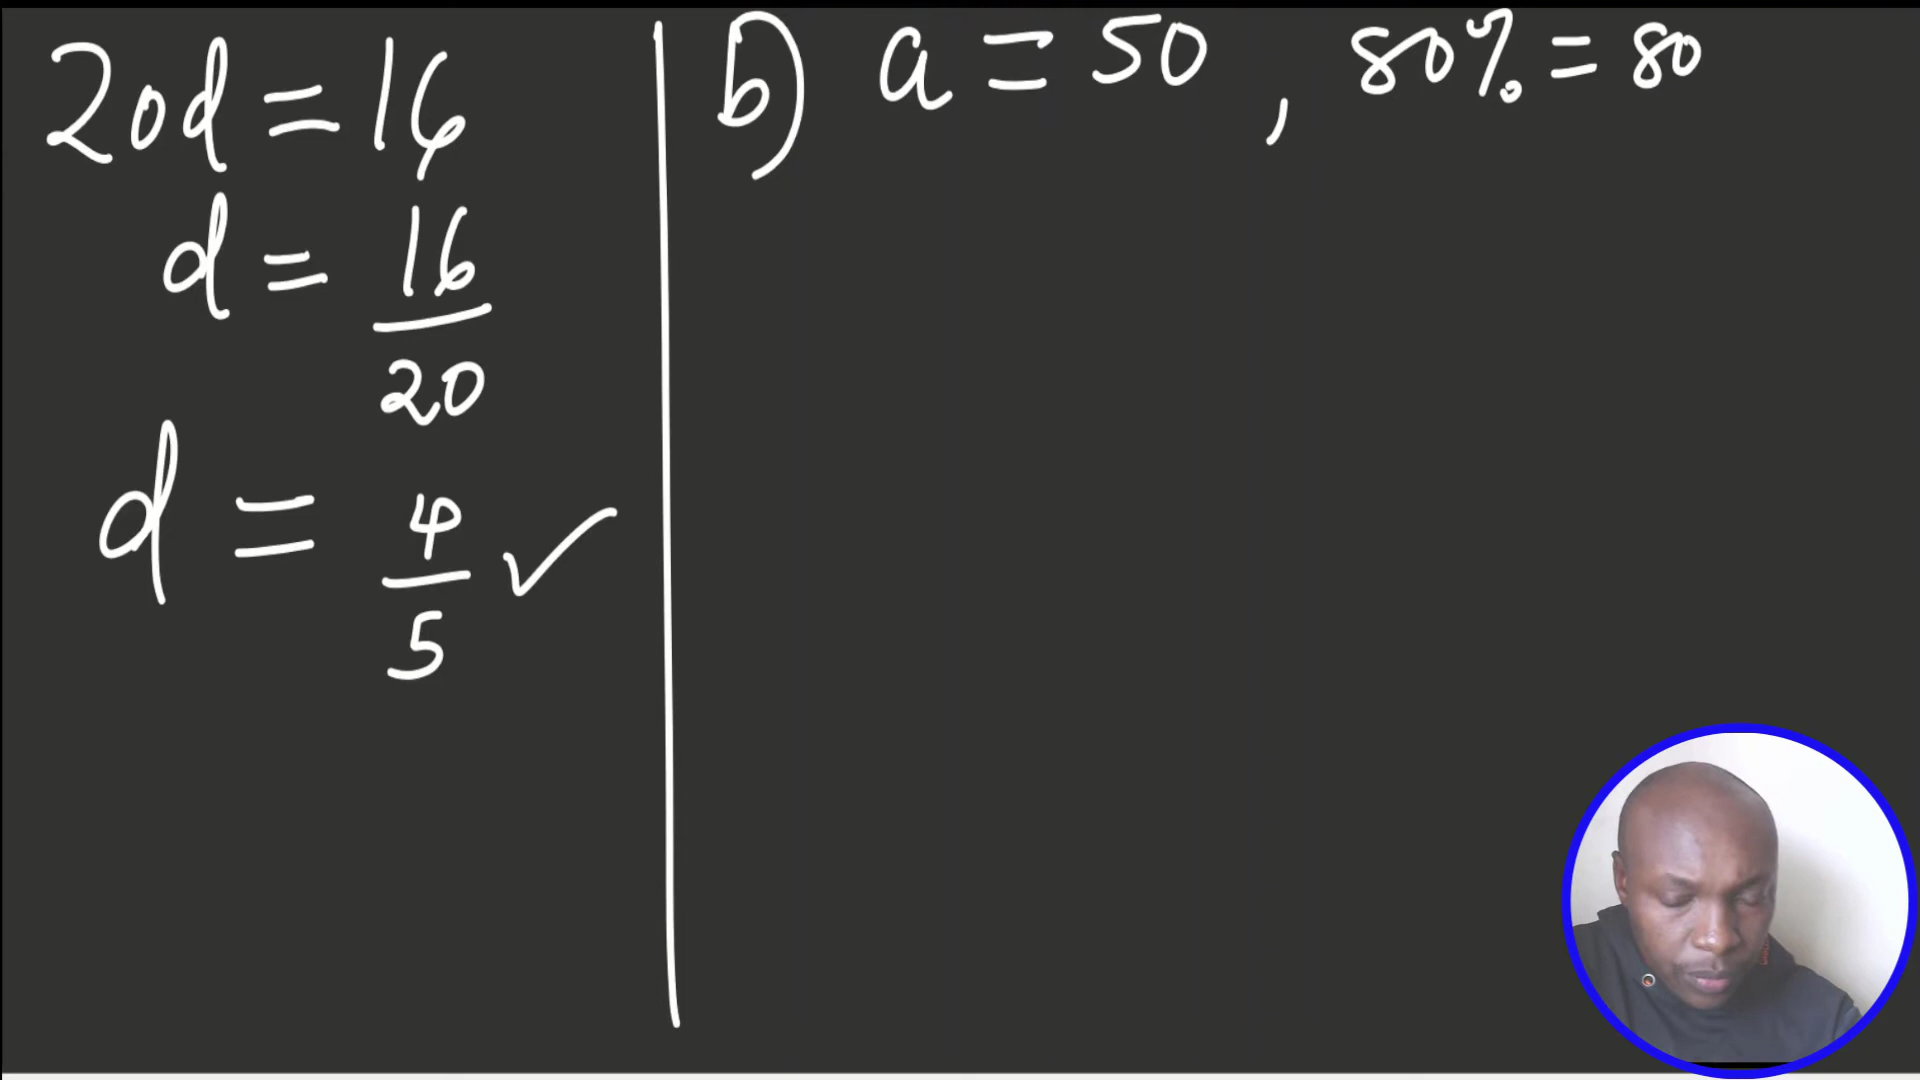 20d = 16
d = 16/20
d = 4/5 ✓
b) a = 50 , 80% = 80